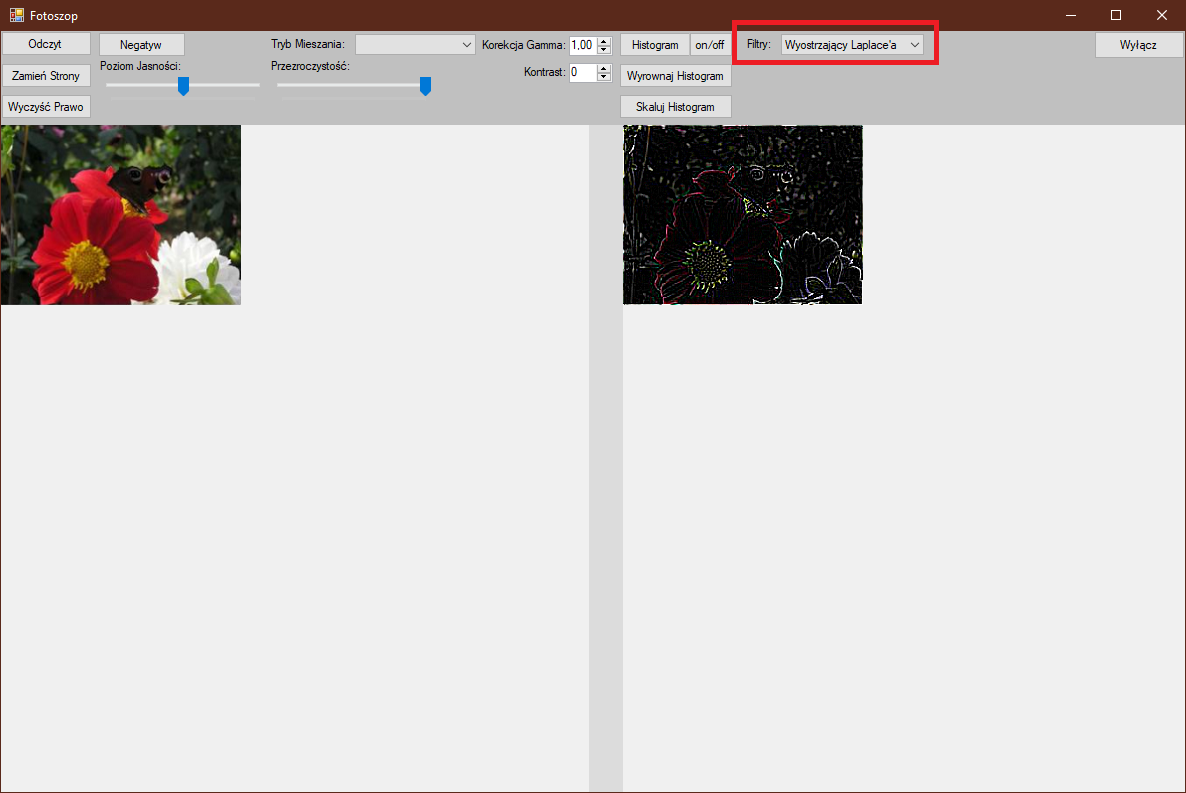 Fotoszop
Odczyt
Negatyw
Tryb Mieszania:
Korekcja Gamma: 1,00
Histogram
on/off
Filtry: Wyostrzający Laplace'a
Wyłącz
Zamień Strony
Poziom Jasności:
Przezroczystość:
Kontrast: 0
Wyrownaj Histogram
Wyczyść Prawo
Skaluj Histogram